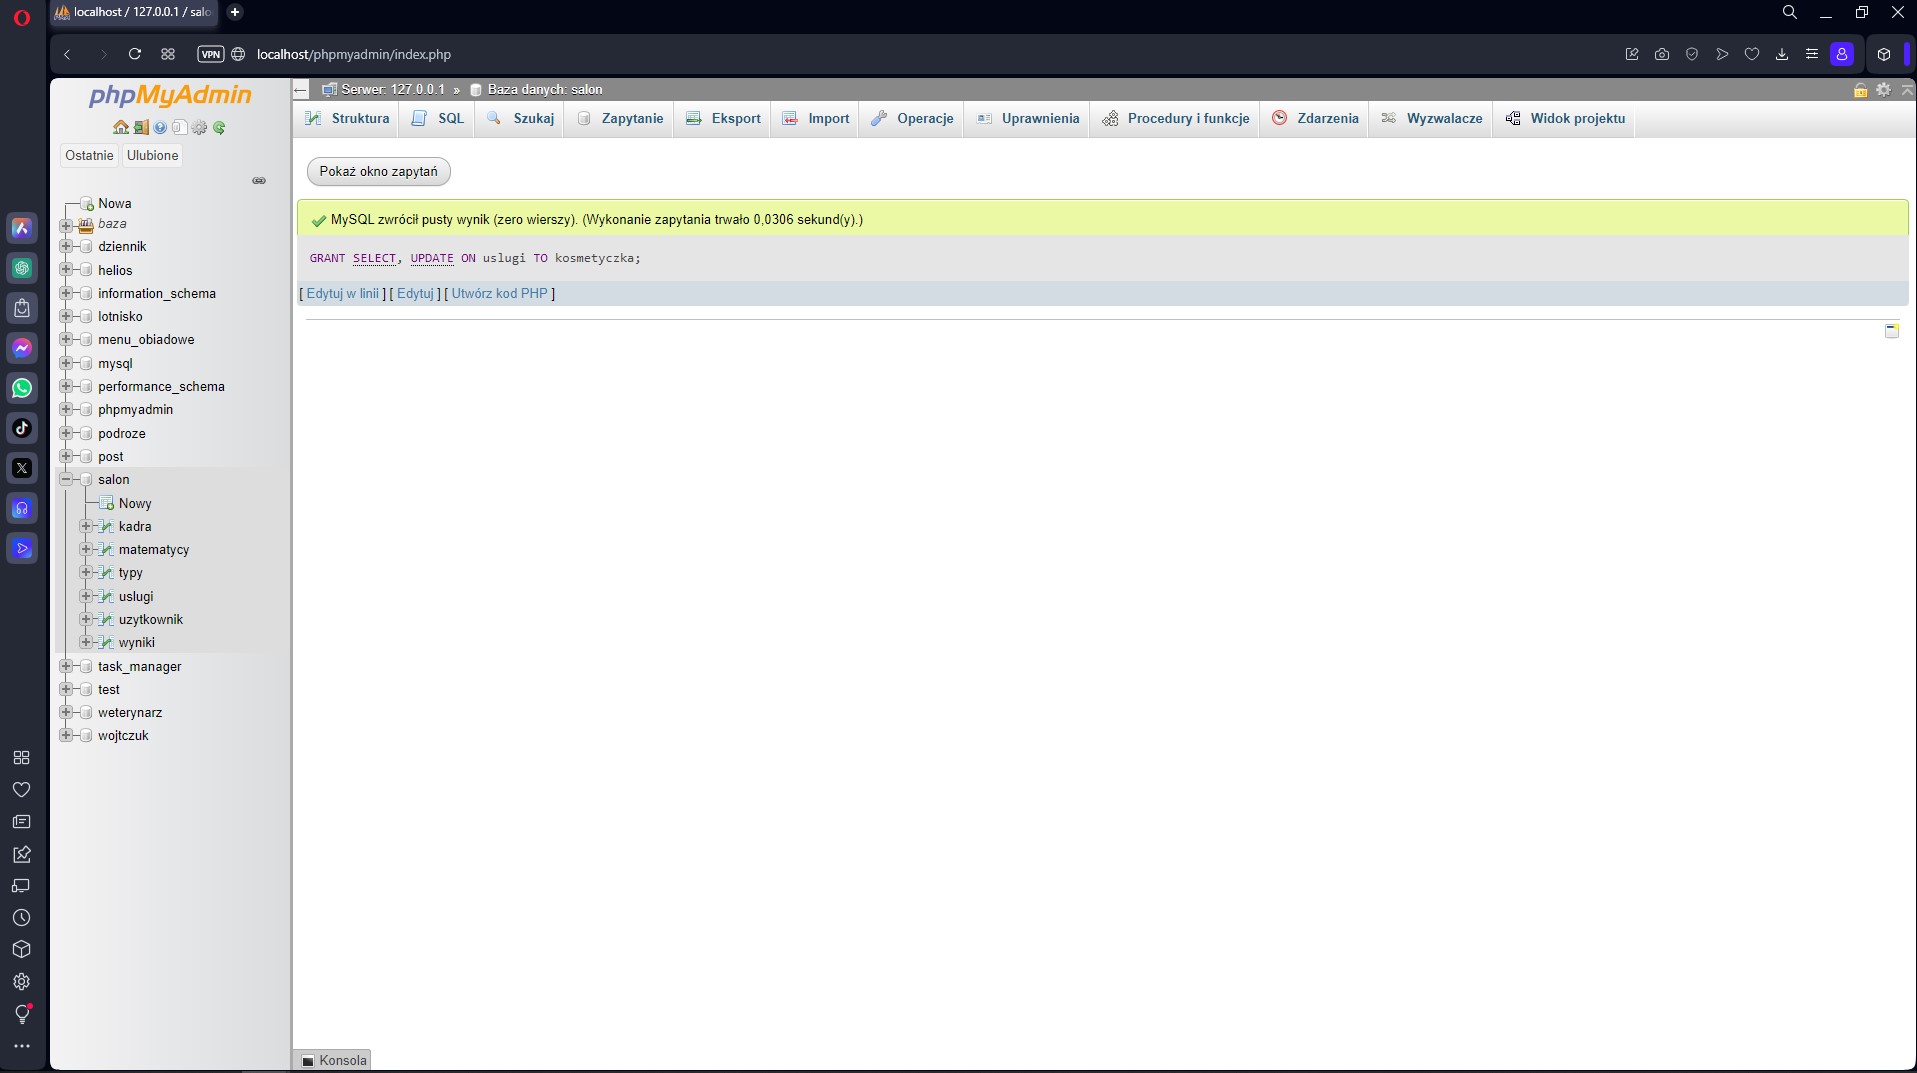 localhost / 127.0.0.1 / salo
VPN
localhost/phpmyadmin/index.php
phpMyAdmin
Ostatnie
Ulubione
Nowa
baza
dziennik
helios
information_schema
lotnisko
menu_obiadowe
mysql
performance_schema
phpmyadmin
podroze
post
salon
Nowy
kadra
matematycy
typy
uslugi
uzytkownik
wyniki
task_manager
test
weterynarz
wojtczuk
Serwer: 127.0.0.1 » Baza danych: salon
Struktura SQL Szukaj Zapytanie Eksport Import Operacje Uprawnienia Procedury i funkcje Zdarzenia Wyzwalacze Widok projektu
Pokaż okno zapytań
MySQL zwrócił pusty wynik (zero wierszy). (Wykonanie zapytania trwało 0,0306 sekund(y).)
GRANT SELECT, UPDATE ON uslugi TO kosmetyczka;
[ Edytuj w linii ] [ Edytuj ] [ Utwórz kod PHP ]
Konsola